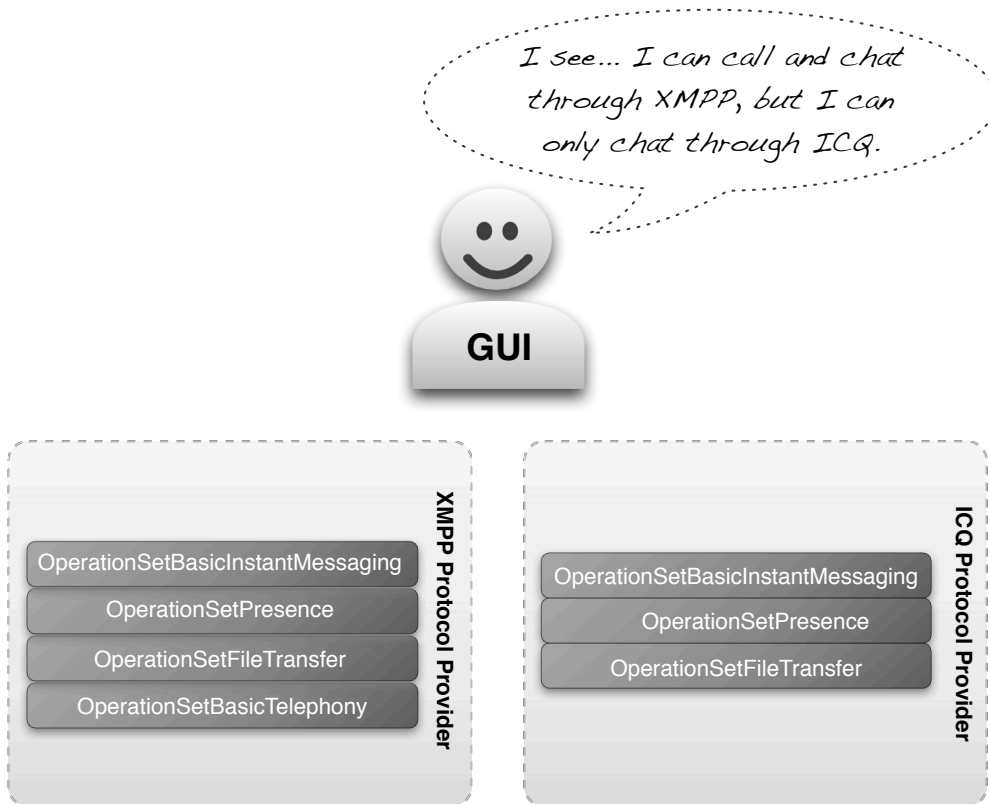 I see... I can call and chat
through XMPP, but I can
only chat through ICQ.
GUI
XMPP Protocol Provider
OperationSetBasicInstantMessaging
OperationSetPresence
OperationSetFileTransfer
OperationSetBasicTelephony
ICQ Protocol Provider
OperationSetBasicInstantMessaging
OperationSetPresence
OperationSetFileTransfer